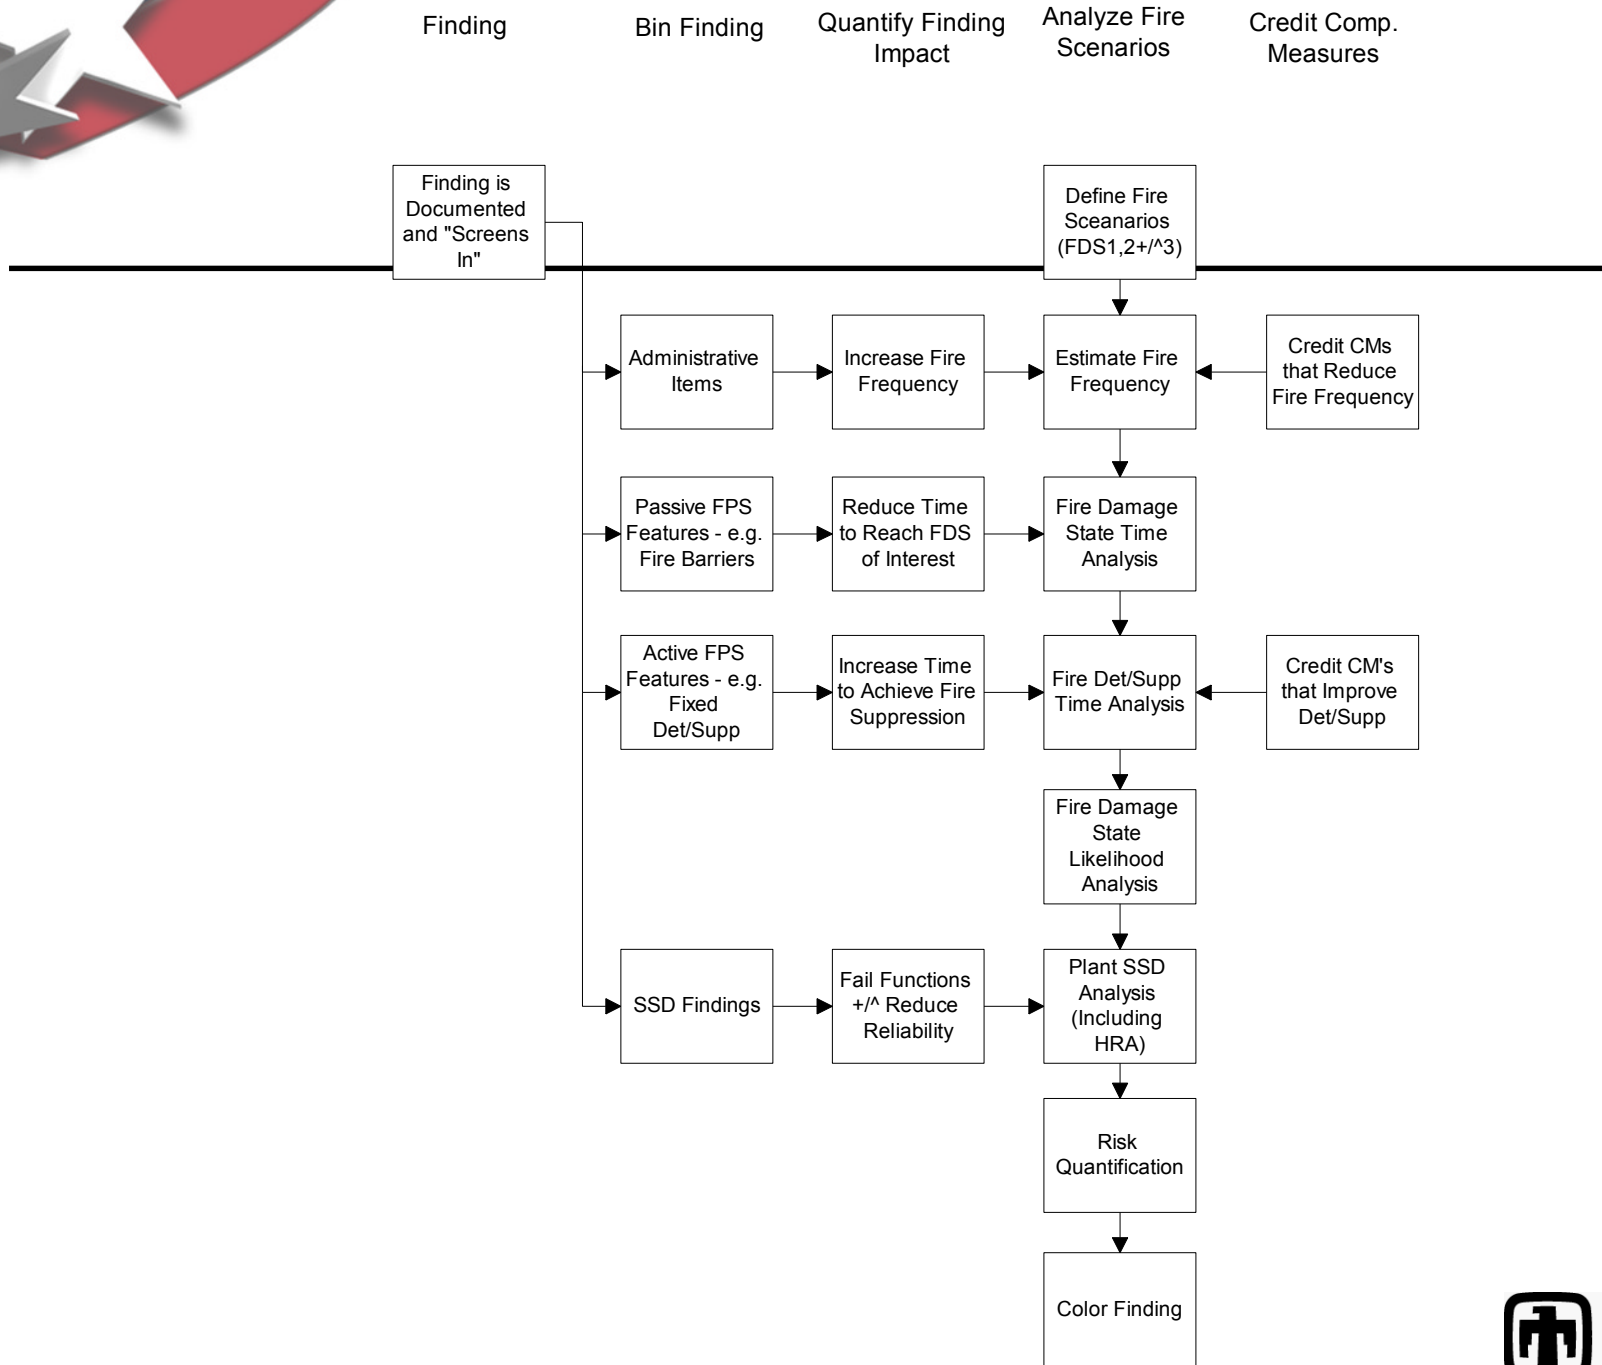 Finding
Bin Finding
Quantify Finding
Impact
Analyze Fire
Scenarios
Credit Comp.
Measures
Finding is
Documented
and "Screens
In"
Define Fire
Sceanarios
(FDS1,2+/^3)
Administrative
Items
Increase Fire
Frequency
Estimate Fire
Frequency
Credit CMs
that Reduce
Fire Frequency
Passive FPS
Features - e.g.
Fire Barriers
Reduce Time
to Reach FDS
of Interest
Fire Damage
State Time
Analysis
Active FPS
Features - e.g.
Fixed
Det/Supp
Increase Time
to Achieve Fire
Suppression
Fire Det/Supp
Time Analysis
Credit CM's
that Improve
Det/Supp
Fire Damage
State
Likelihood
Analysis
SSD Findings
Fail Functions
+/^ Reduce
Reliability
Plant SSD
Analysis
(Including
HRA)
Risk
Quantification
Color Finding